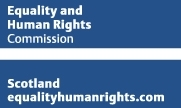 Equality and
Human Rights
Commission
Scotland
equalityhumanrights.com